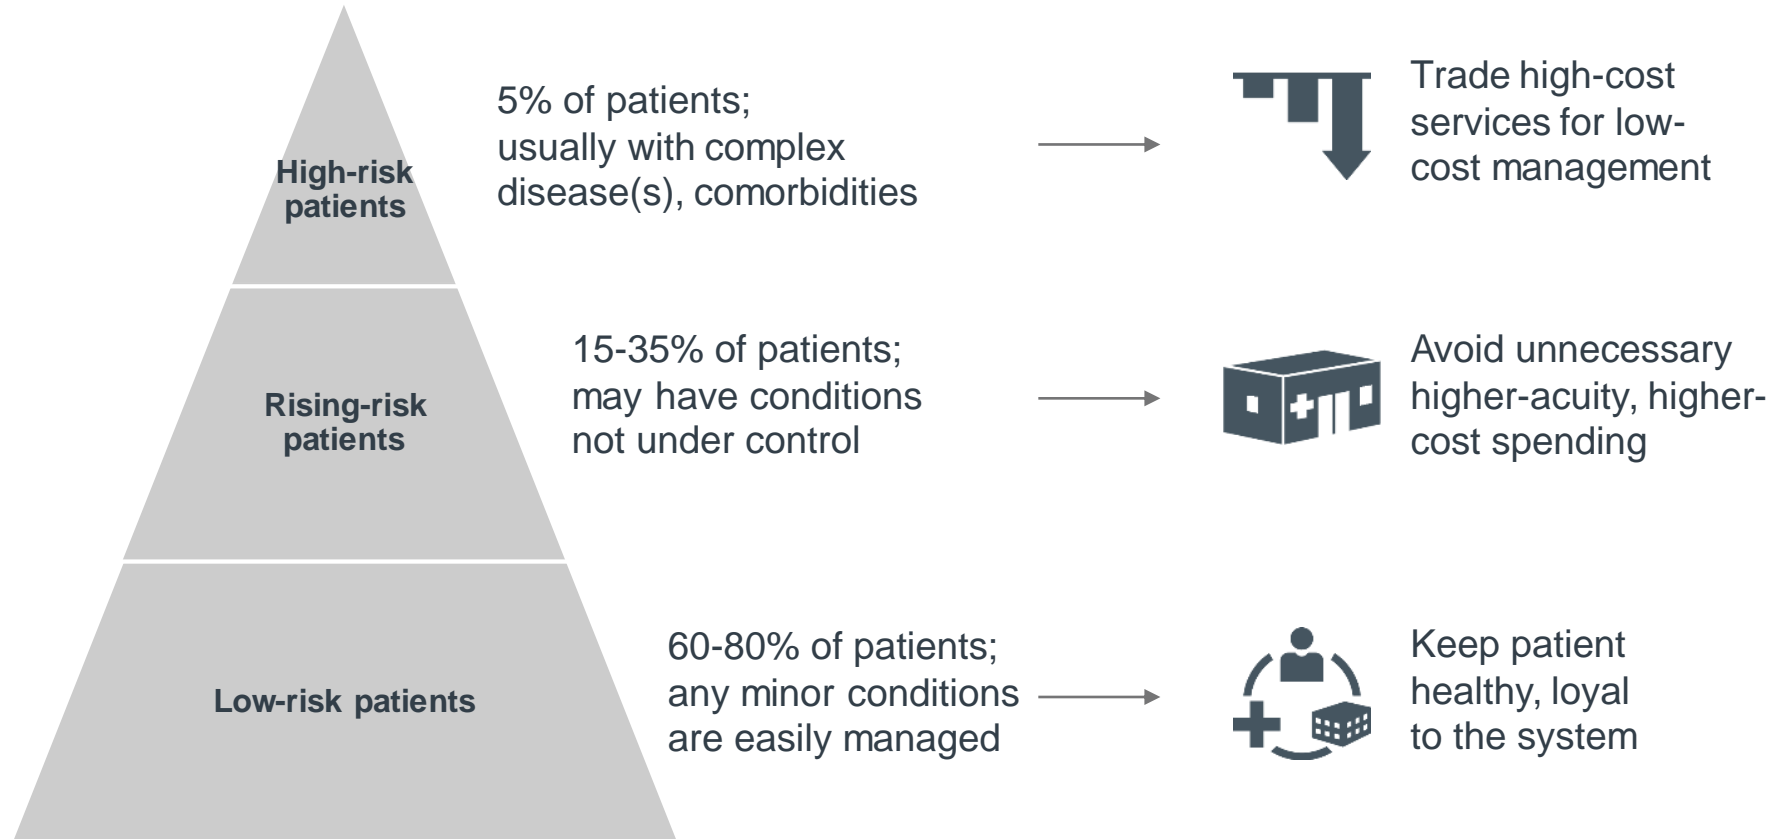 High-risk
patients
5% of patients;
usually with complex
disease(s), comorbidities
Trade high-cost
services for low-
cost management
Rising-risk
patients
15-35% of patients;
may have conditions
not under control
Avoid unnecessary
higher-acuity, higher-
cost spending
Low-risk patients
60-80% of patients;
any minor conditions
are easily managed
Keep patient
healthy, loyal
to the system